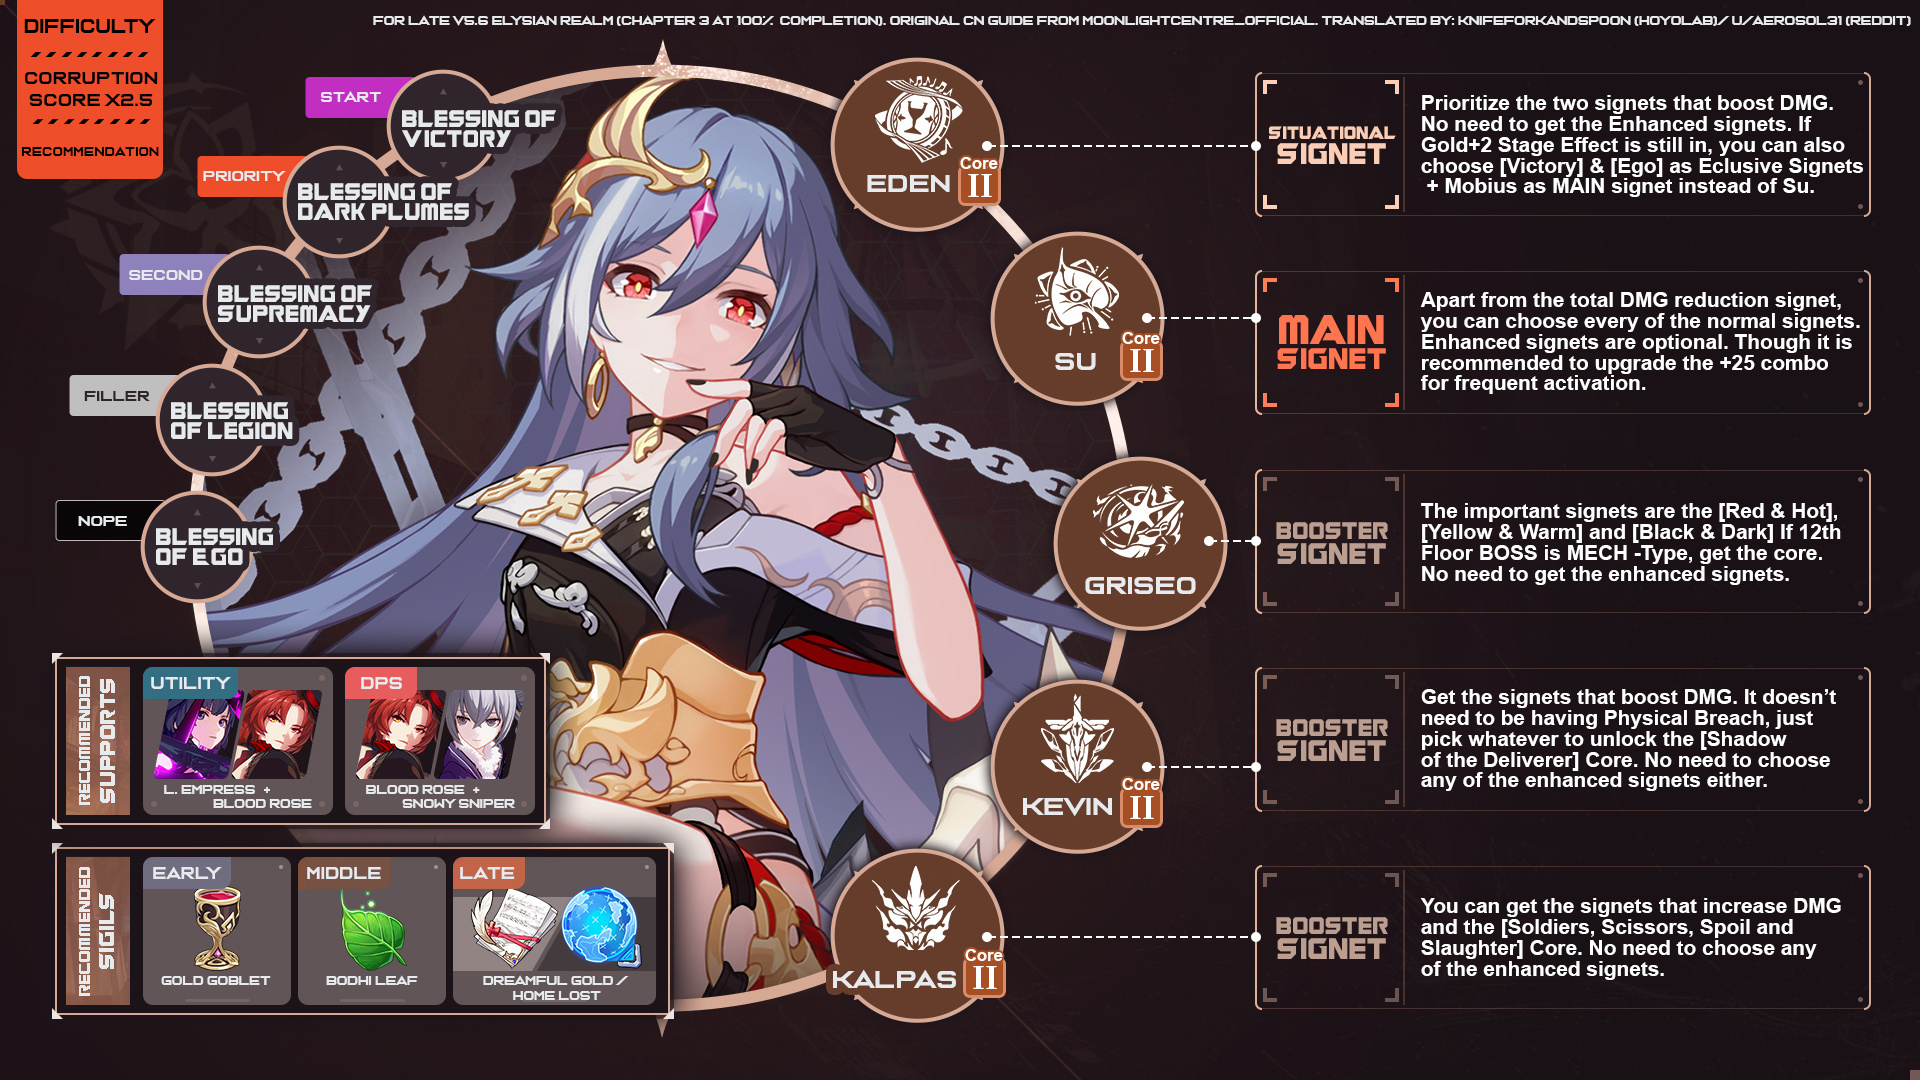 DIFFICULTY
CORRUPTION
SCORE X2.5
RECOMMENDATION
FOR LATE V5.6 ELYSIAN REALM (CHAPTER 3 AT 100% COMPLETION). ORIGINAL CN GUIDE FROM MOONLIGHTCENTRE_OFFICIAL. TRANSLATED BY: KNIFEFORKANDSPOON (HOYOLAB)/ U/AEROSOL31 (REDDIT)
START
BLESSING OF
VICTORY
PRIORITY
BLESSING OF
DARK PLUMES
SECOND
BLESSING OF
SUPREMACY
FILLER
BLESSING
OF LEGION
NOPE
BLESSING
OF EGO
EDEN
Core
II
SITUATIONAL
SIGNET
Prioritize the two signets that boost DMG.
No need to get the Enhanced signets. If
Gold+2 Stage Effect is still in, you can also
choose [Victory] & [Ego] as Eclusive Signets
+ Mobius as MAIN signet instead of Su.
SU
Core
II
MAIN
SIGNET
Apart from the total DMG reduction signet,
you can choose every of the normal signets.
Enhanced signets are optional. Though it is
recommended to upgrade the +25 combo
for frequent activation.
GRISEO
BOOSTER
SIGNET
The important signets are the [Red & Hot],
[Yellow & Warm] and [Black & Dark] If 12th
Floor BOSS is MECH -Type, get the core.
No need to get the enhanced signets.
KEVIN
Core
II
BOOSTER
SIGNET
Get the signets that boost DMG. It doesn't
need to be having Physical Breach, just
pick whatever to unlock the [Shadow
of the Deliverer] Core. No need to choose
any of the enhanced signets either.
KALPAS
Core
II
BOOSTER
SIGNET
You can get the signets that increase DMG
and the [Soldiers, Scissors, Spoil and
Slaughter] Core. No need to choose any
of the enhanced signets.
RECOMMENDED
SUPPORTS
UTILITY
L. EMPRESS +
BLOOD ROSE
DPS
BLOOD ROSE +
SNOWY SNIPER
RECOMMENDED
SIGILS
EARLY
GOLD GOBLET
MIDDLE
BODHI LEAF
LATE
DREAMFUL GOLD /
HOME LOST